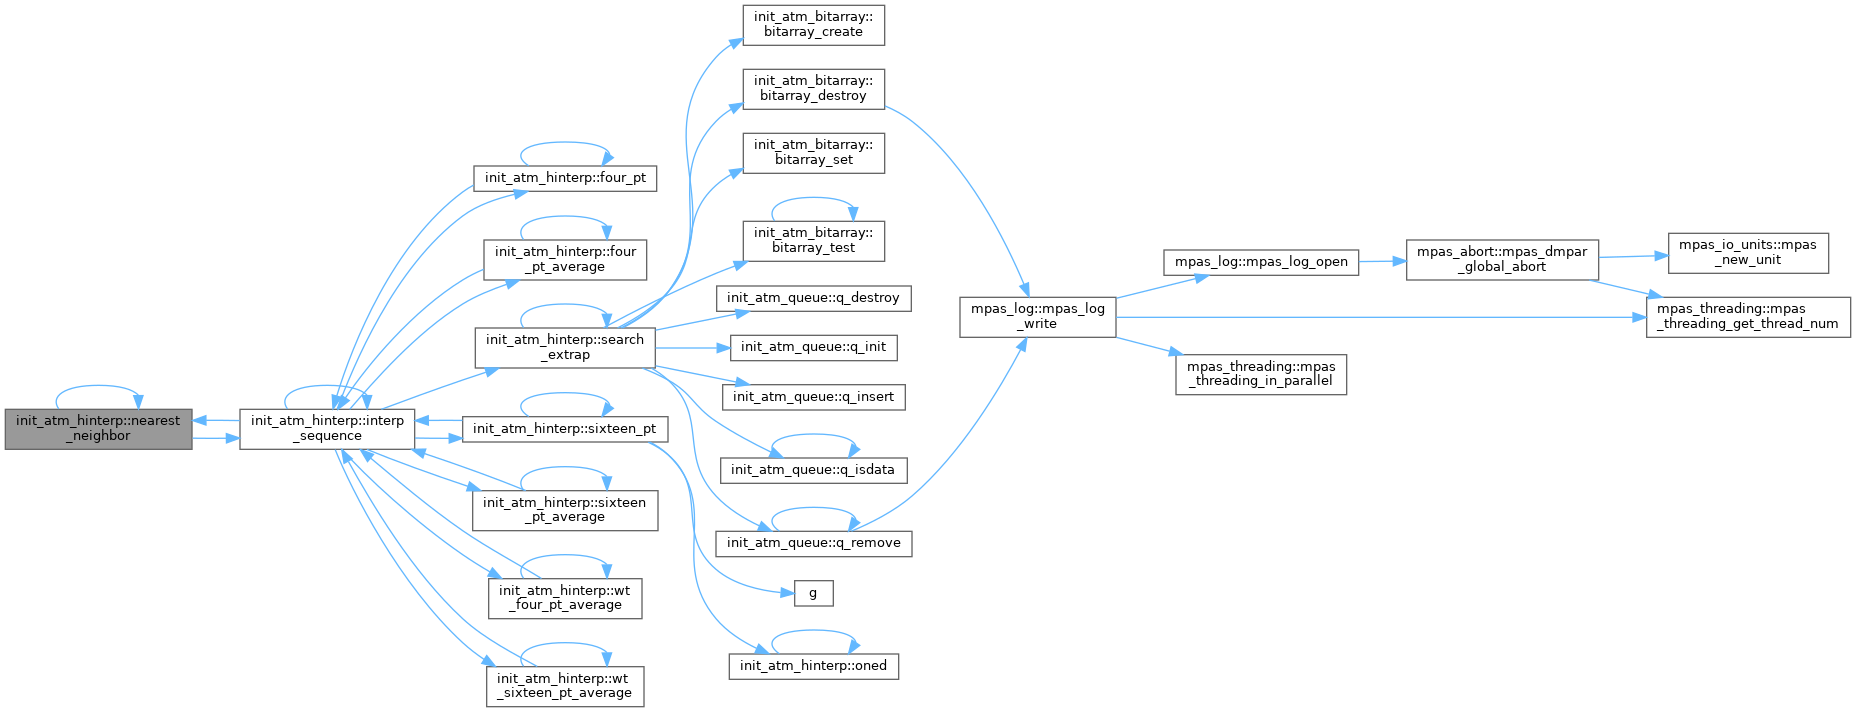 init_atm_hinterp::nearest
_neighbor
init_atm_hinterp::interp
_sequence
init_atm_hinterp::four_pt
init_atm_hinterp::four
_pt_average
init_atm_hinterp::search
_extrap
init_atm_hinterp::sixteen_pt
init_atm_hinterp::sixteen
_pt_average
init_atm_hinterp::wt
_four_pt_average
init_atm_hinterp::wt
_sixteen_pt_average
init_atm_bitarray::
bitarray_create
init_atm_bitarray::
bitarray_destroy
init_atm_bitarray::
bitarray_set
init_atm_bitarray::
bitarray_test
init_atm_queue::q_destroy
init_atm_queue::q_init
init_atm_queue::q_insert
init_atm_queue::q_isdata
init_atm_queue::q_remove
g
init_atm_hinterp::oned
mpas_log::mpas_log
_write
mpas_log::mpas_log_open
mpas_threading::mpas
_threading_in_parallel
mpas_abort::mpas_dmpar
_global_abort
mpas_io_units::mpas
_new_unit
mpas_threading::mpas
_threading_get_thread_num